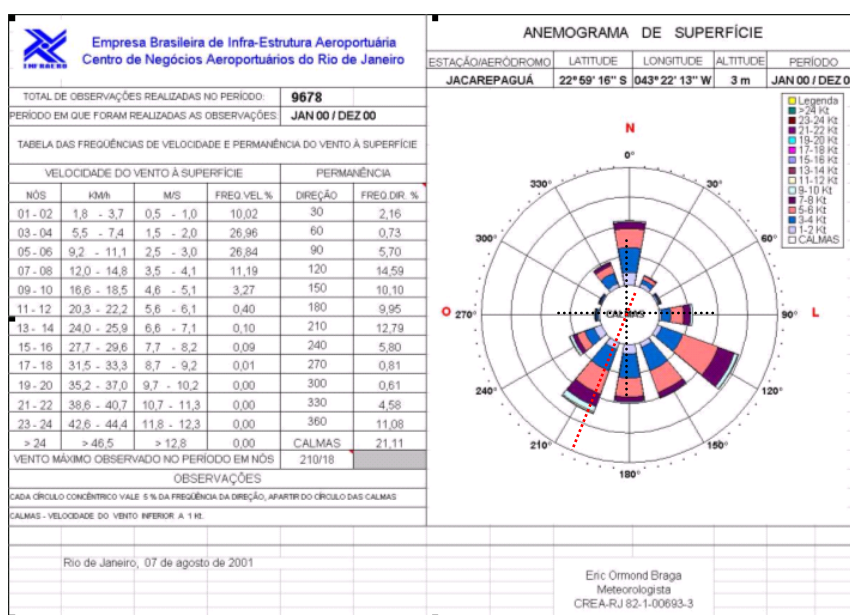 INFRAERO
Empresa Brasileira de Infra-Estrutura Aeroportuária
Centro de Negócios Aeroportuários do Rio de Janeiro
TOTAL DE OBSERVAÇÕES REALIZADAS NO PERÍODO: 9678
PERÍODO EM QUE FORAM REALIZADAS AS OBSERVAÇÕES: JAN 00 / DEZ 00
TABELA DAS FREQÜÊNCIAS DE VELOCIDADE E PERMANÊNCIA DO VENTO À SUPERFÍCIE
VELOCIDADE DO VENTO À SUPERFÍCIE PERMANÊNCIA
NÓS KM/h M/S FREQ.VEL.% DIREÇÃO FREQ.DIR. %
01 - 02 1,8 - 3,7 0,5 - 1,0 10,02 30 2,16
03 - 04 5,5 - 7,4 1,5 - 2,0 26,96 60 0,73
05 - 06 9,2 - 11,1 2,5 - 3,0 26,84 90 5,70
07 - 08 12,0 - 14,8 3,5 - 4,1 11,19 120 14,59
09 - 10 16,6 - 18,5 4,6 - 5,1 3,27 150 10,10
11 - 12 20,3 - 22,2 5,6 - 6,1 0,40 180 9,95
13 - 14 24,0 - 25,9 6,6 - 7,1 0,10 210 12,79
15 - 16 27,7 - 29,6 7,7 - 8,2 0,09 240 5,80
17 - 18 31,5 - 33,3 8,7 - 9,2 0,01 270 0,81
19 - 20 35,2 - 37,0 9,7 - 10,2 0,00 300 0,61
21 - 22 38,6 - 40,7 10,7 - 11,3 0,00 330 4,58
23 - 24 42,6 - 44,4 11,8 - 12,3 0,00 360 11,08
> 24 > 46,5 > 12,8 0,00 CALMAS 21,11
VENTO MÁXIMO OBSERVADO NO PERÍODO EM NÓS 210/18
OBSERVAÇÕES
CADA CÍRCULO CONCÊNTRICO VALE 5 % DA FREQÜÊNCIA DA DIREÇÃO, APARTIR DO CÍRCULO DAS CALMAS
CALMAS - VELOCIDADE DO VENTO INFERIOR A 1 Kt.
Rio de Janeiro, 07 de agosto de 2001
ANEMOGRAMA DE SUPERFÍCIE
ESTAÇÃO/AERÓDROMO LATITUDE LONGITUDE ALTITUDE PERÍODO
JACAREPAGUÁ 22º 59' 16" S 043º 22' 13" W 3 m JAN 00 / DEZ 0
Legenda
>24 Kt
23-24 Kt
21-22 Kt
19-20 Kt
17-18 Kt
15-16 Kt
13-14 Kt
11-12 Kt
9-10 Kt
7-8 Kt
5-6 Kt
3-4 Kt
1-2 Kt
CALMAS
N
0°
330° 30°
300° 60°
O 270° CALMAS 90° L
240° 120°
210° 150°
180°
Eric Ormond Braga
Meteorologista
CREA-RJ 82-1-00693-3